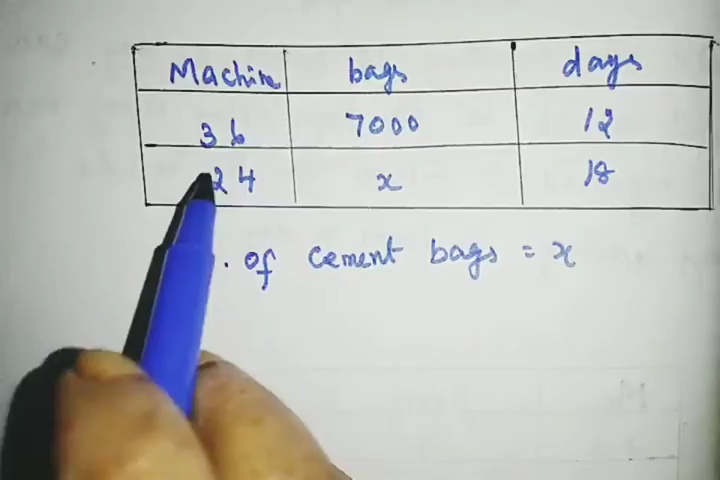 Machine bags days
36 7000 12
24 x 18
. of cement bags = x